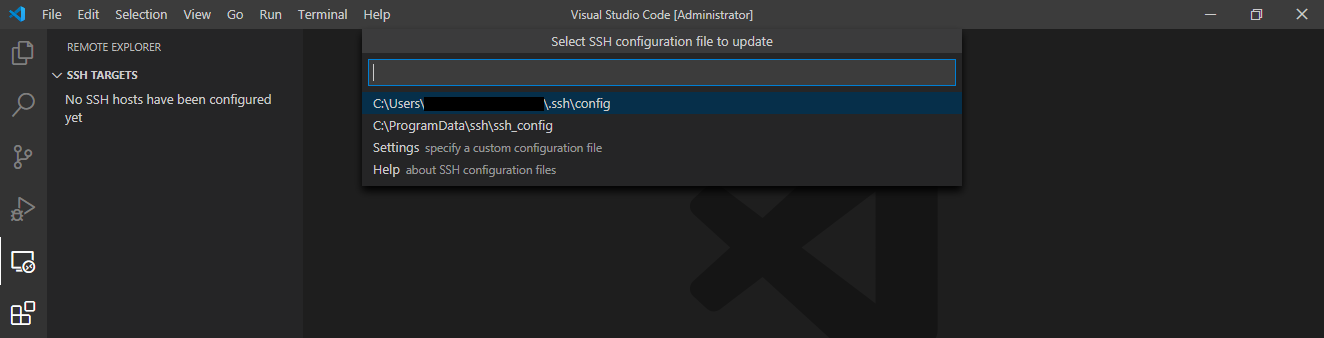 File Edit Selection View Go Run Terminal Help Visual Studio Code [Administrator]
REMOTE EXPLORER
SSH TARGETS
No SSH hosts have been configured
yet
Select SSH configuration file to update
C:\Users\ \.ssh\config
C:\ProgramData\ssh\ssh_config
Settings specify a custom configuration file
Help about SSH configuration files